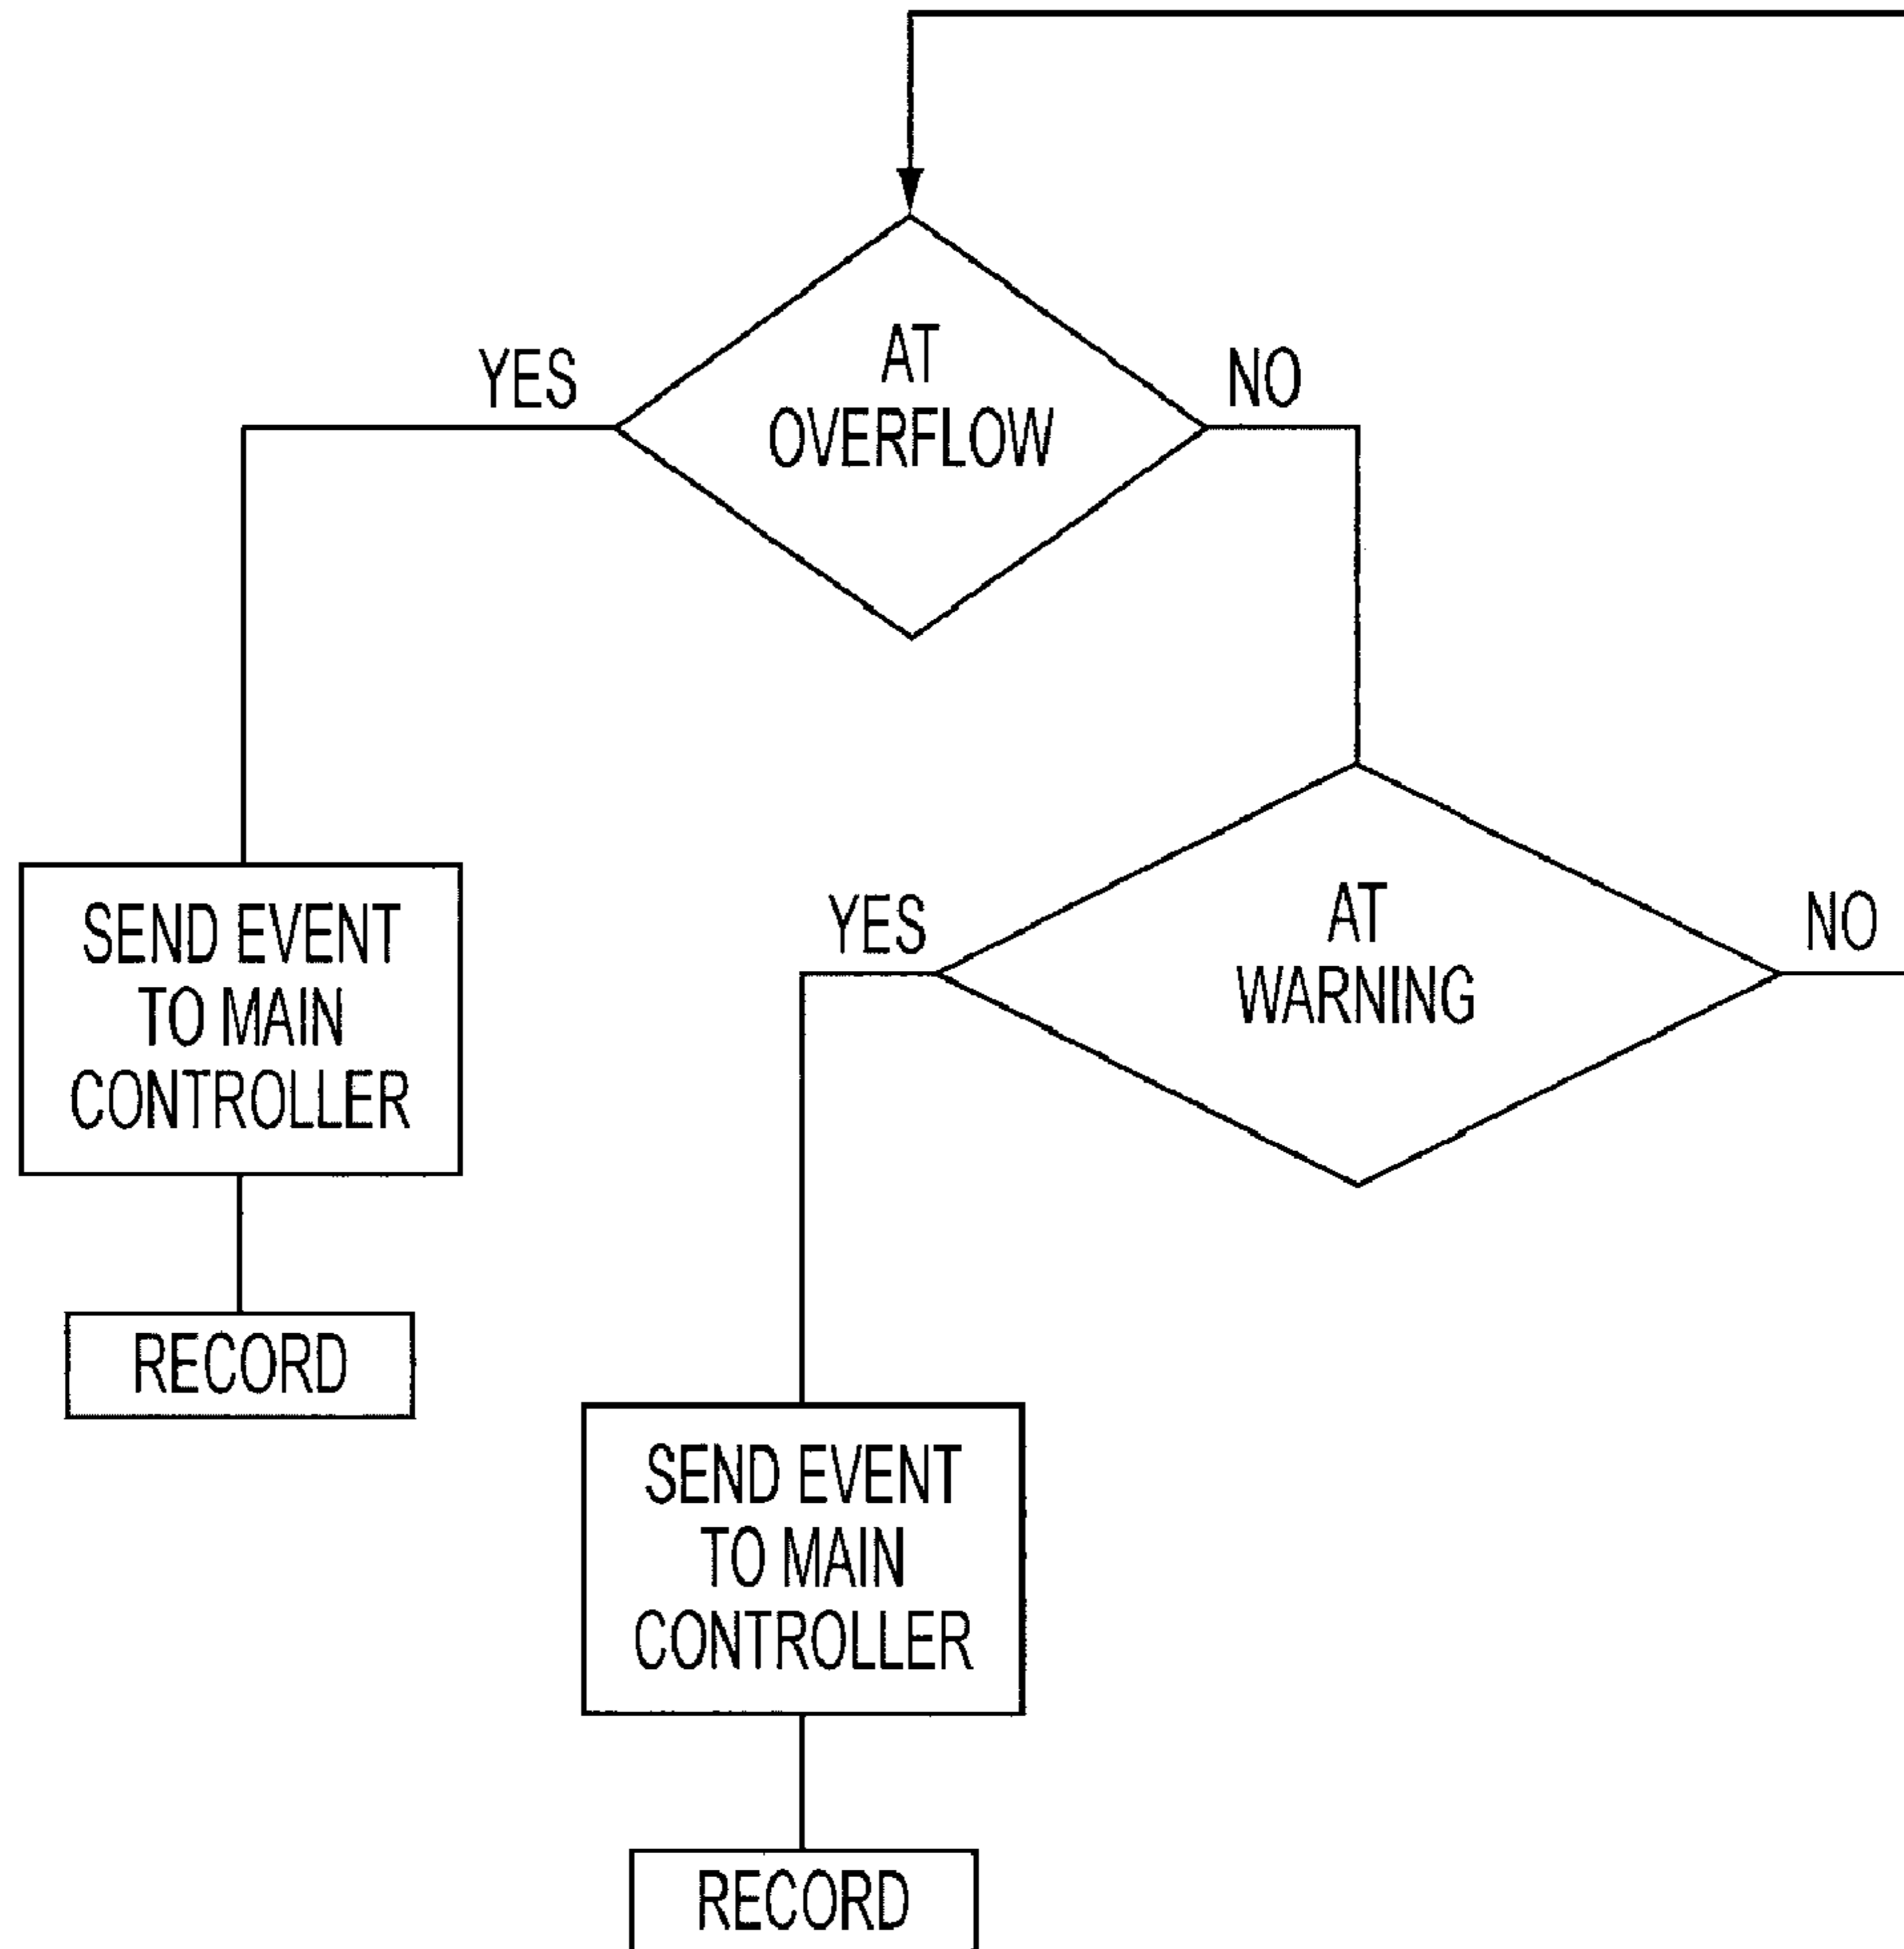 AT
OVERFLOW
YES
NO
SEND EVENT
TO MAIN
CONTROLLER
RECORD
AT
WARNING
YES
NO
SEND EVENT
TO MAIN
CONTROLLER
RECORD